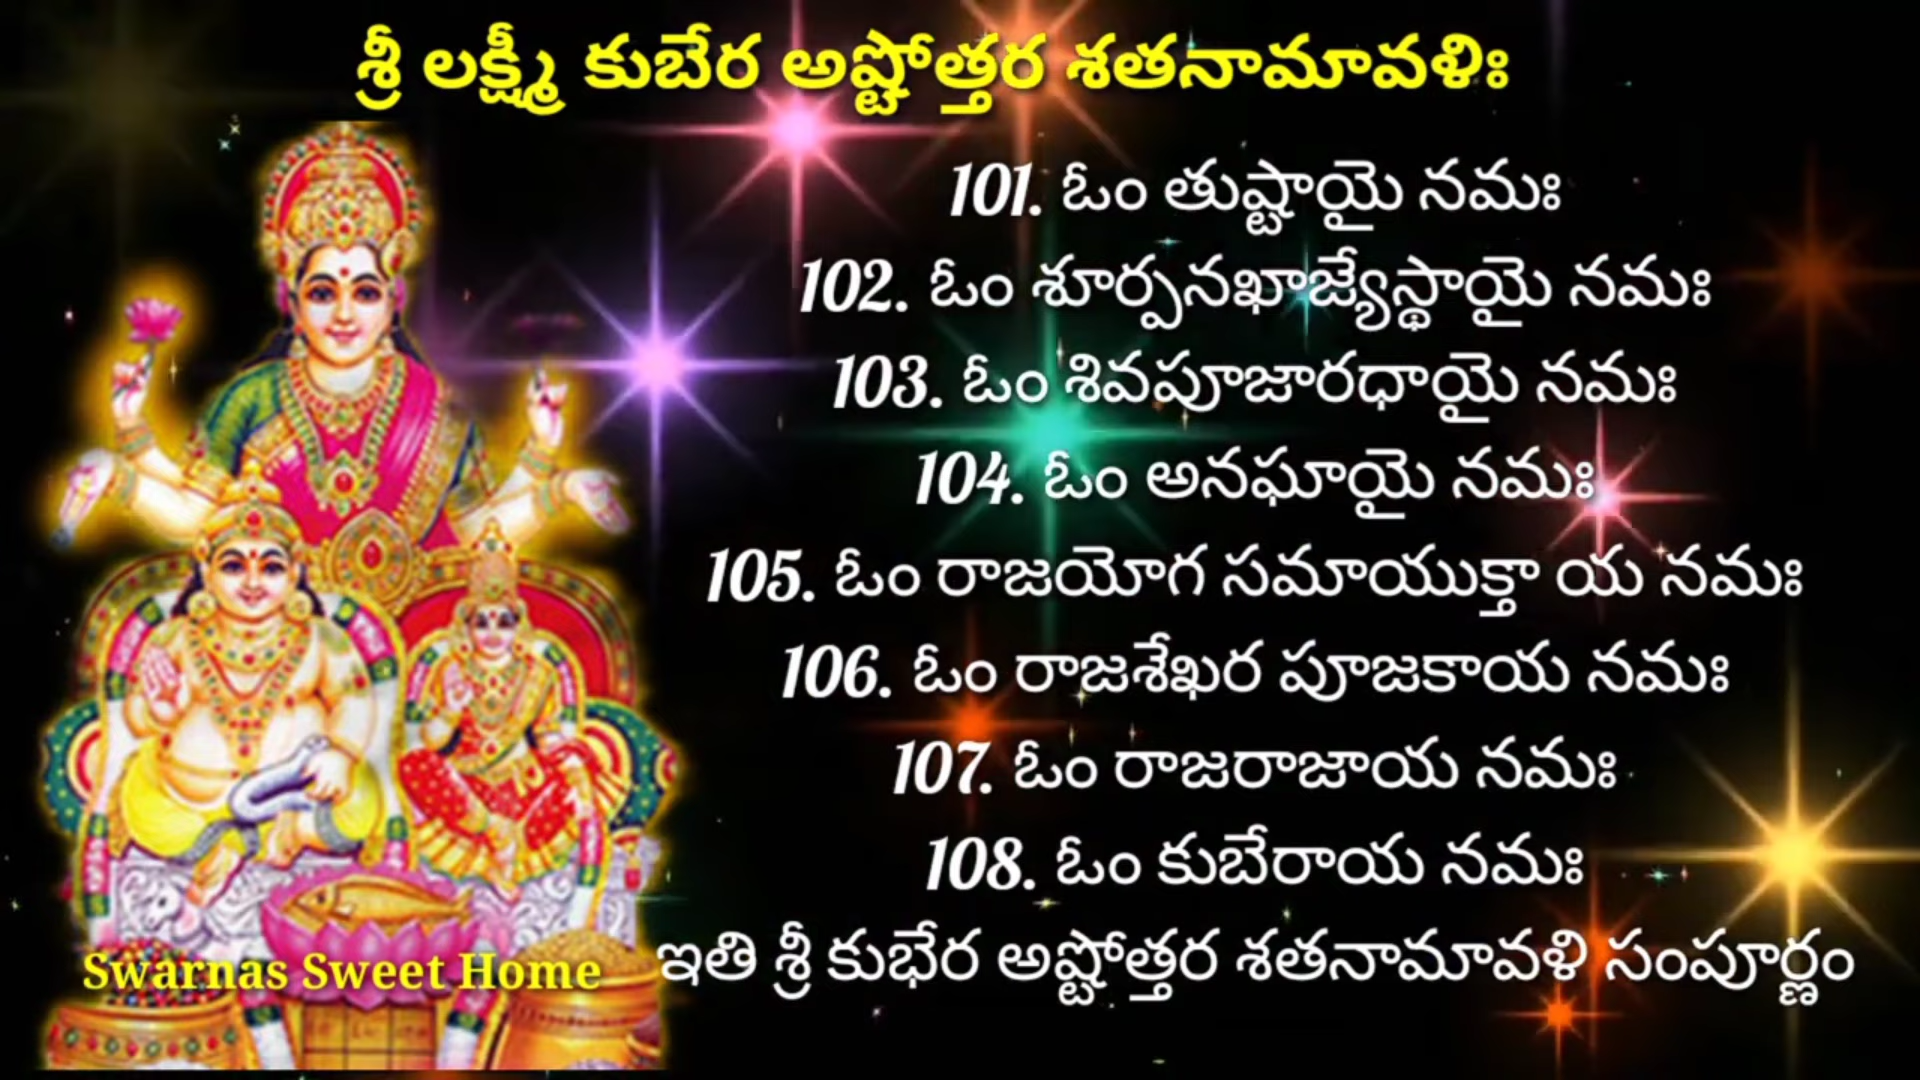 శ్రీ లక్ష్మీ కుబేర అష్టోత్తర శతనామావళిః
101. ఓం తుష్టాయై నమః
102. ఓం శూర్పనఖాజ్యేస్థాయై నమః
103. ఓం శివపూజారధాయై నమః
104. ఓం అనఘాయై నమః
105. ఓం రాజయోగ సమాయుక్తా య నమః
106. ఓం రాజశేఖర పూజకాయ నమః
107. ఓం రాజరాజాయ నమః
108. ఓం కుబేరాయ నమః
ఇతి శ్రీ కుభేర అష్టోత్తర శతనామావళి సంపూర్ణం
Swarnas Sweet Home